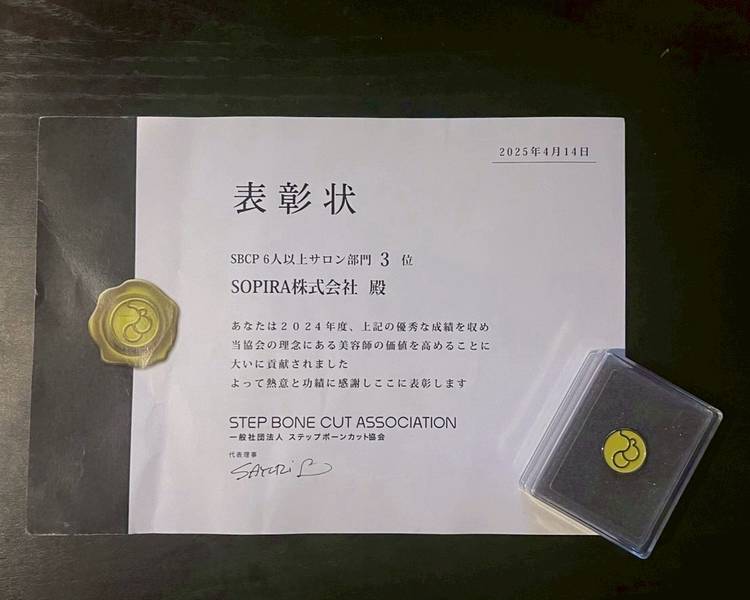 2025年4月14日
表彰状
SBCP 6人以上サロン部門 3 位
SOPIRA株式会社 殿
あなたは2024年度、上記の優秀な成績を収め
当協会の理念にある美容師の価値を高めることに
大いに貢献されました
よって熱意と功績に感謝しここに表彰します
STEP BONE CUT ASSOCIATION
一般社団法人 ステップボーンカット協会
代表理事
SAYURI